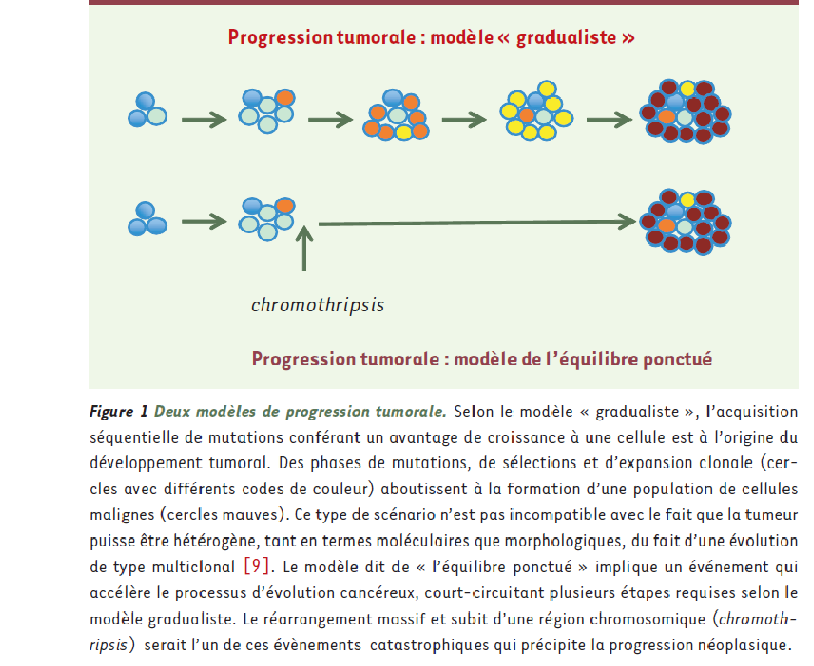 Progression tumorale : modèle « gradualiste »
chromothripsis
Progression tumorale : modèle de l’équilibre ponctué
Figure 1 Deux modèles de progression tumorale. Selon le modèle « gradualiste », l’acquisition
séquentielle de mutations conférant un avantage de croissance à une cellule est à l’origine du
développement tumoral. Des phases de mutations, de sélections et d’expansion clonale (cer-
cles avec différents codes de couleur) aboutissent à la formation d’une population de cellules
malignes (cercles mauves). Ce type de scénario n’est pas incompatible avec le fait que la tumeur
puisse être hétérogène, tant en termes moléculaires que morphologiques, du fait d’une évolution
de type multiclonal [9]. Le modèle dit de « l’équilibre ponctué » implique un événement qui
accélère le processus d’évolution cancéreux, court-circuitant plusieurs étapes requises selon le
modèle gradualiste. Le réarrangement massif et subit d’une région chromosomique (chromoth-
ripsis) serait l’un de ces évènements catastrophiques qui précipite la progression néoplasique.